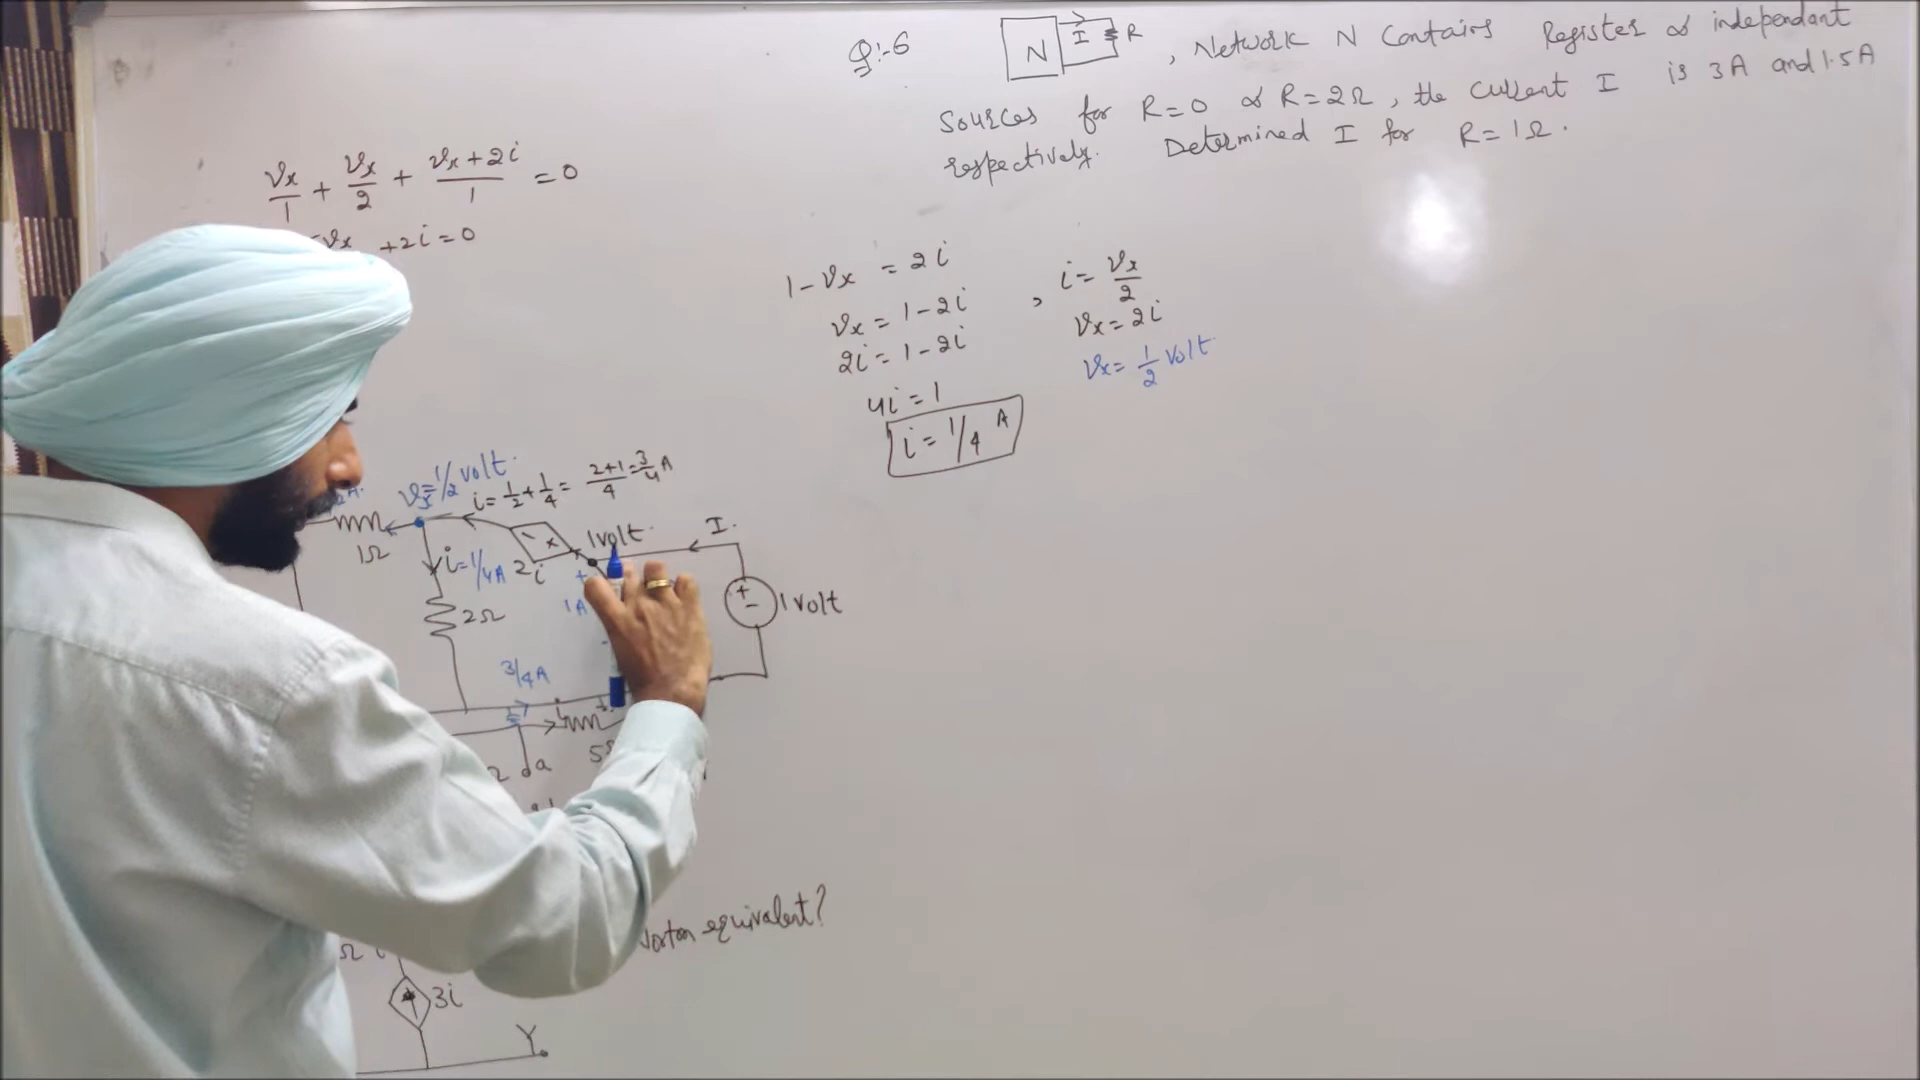 Q:-6
N I R , Network N Contains Register & independant
Sources for R=0 & R=2Ω, the current I is 3A and 1.5A
respectively. Determined I for R=1Ω.
Vx/1 + Vx/2 + Vx+2i/1 = 0
Vx +2i=0
1-Vx = 2i
Vx = 1-2i
2i = 1-2i
4i = 1
i = 1/4 A
, i = Vx/2
Vx = 2i
Vx = 1/2 Volt
Vx=1/2 volt
i = 1/2 + 1/4 = 2+1/4 = 3/4 A
1Ω
i=1/4A
2i
- x
1volt
I
2Ω
+
1A
+
-
1 volt
3/4A
i
5
Ω
a
equivalent?
Ω i
3i
Y